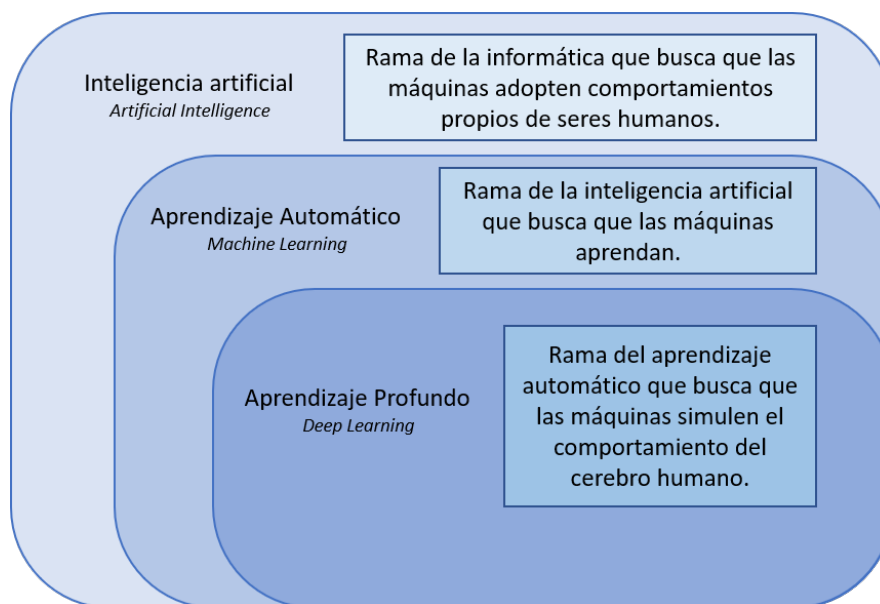 Inteligencia artificial
Artificial Intelligence
Rama de la informática que busca que las
máquinas adopten comportamientos
propios de seres humanos.
Aprendizaje Automático
Machine Learning
Rama de la inteligencia artificial
que busca que las máquinas
aprendan.
Aprendizaje Profundo
Deep Learning
Rama del aprendizaje
automático que busca que
las máquinas simulen el
comportamiento del
cerebro humano.